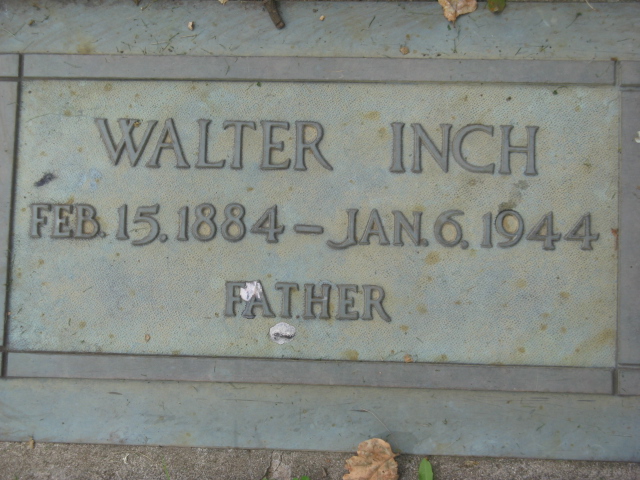 WALTER INCH
FEB. 15. 1884 – JAN. 6. 1944
FATHER